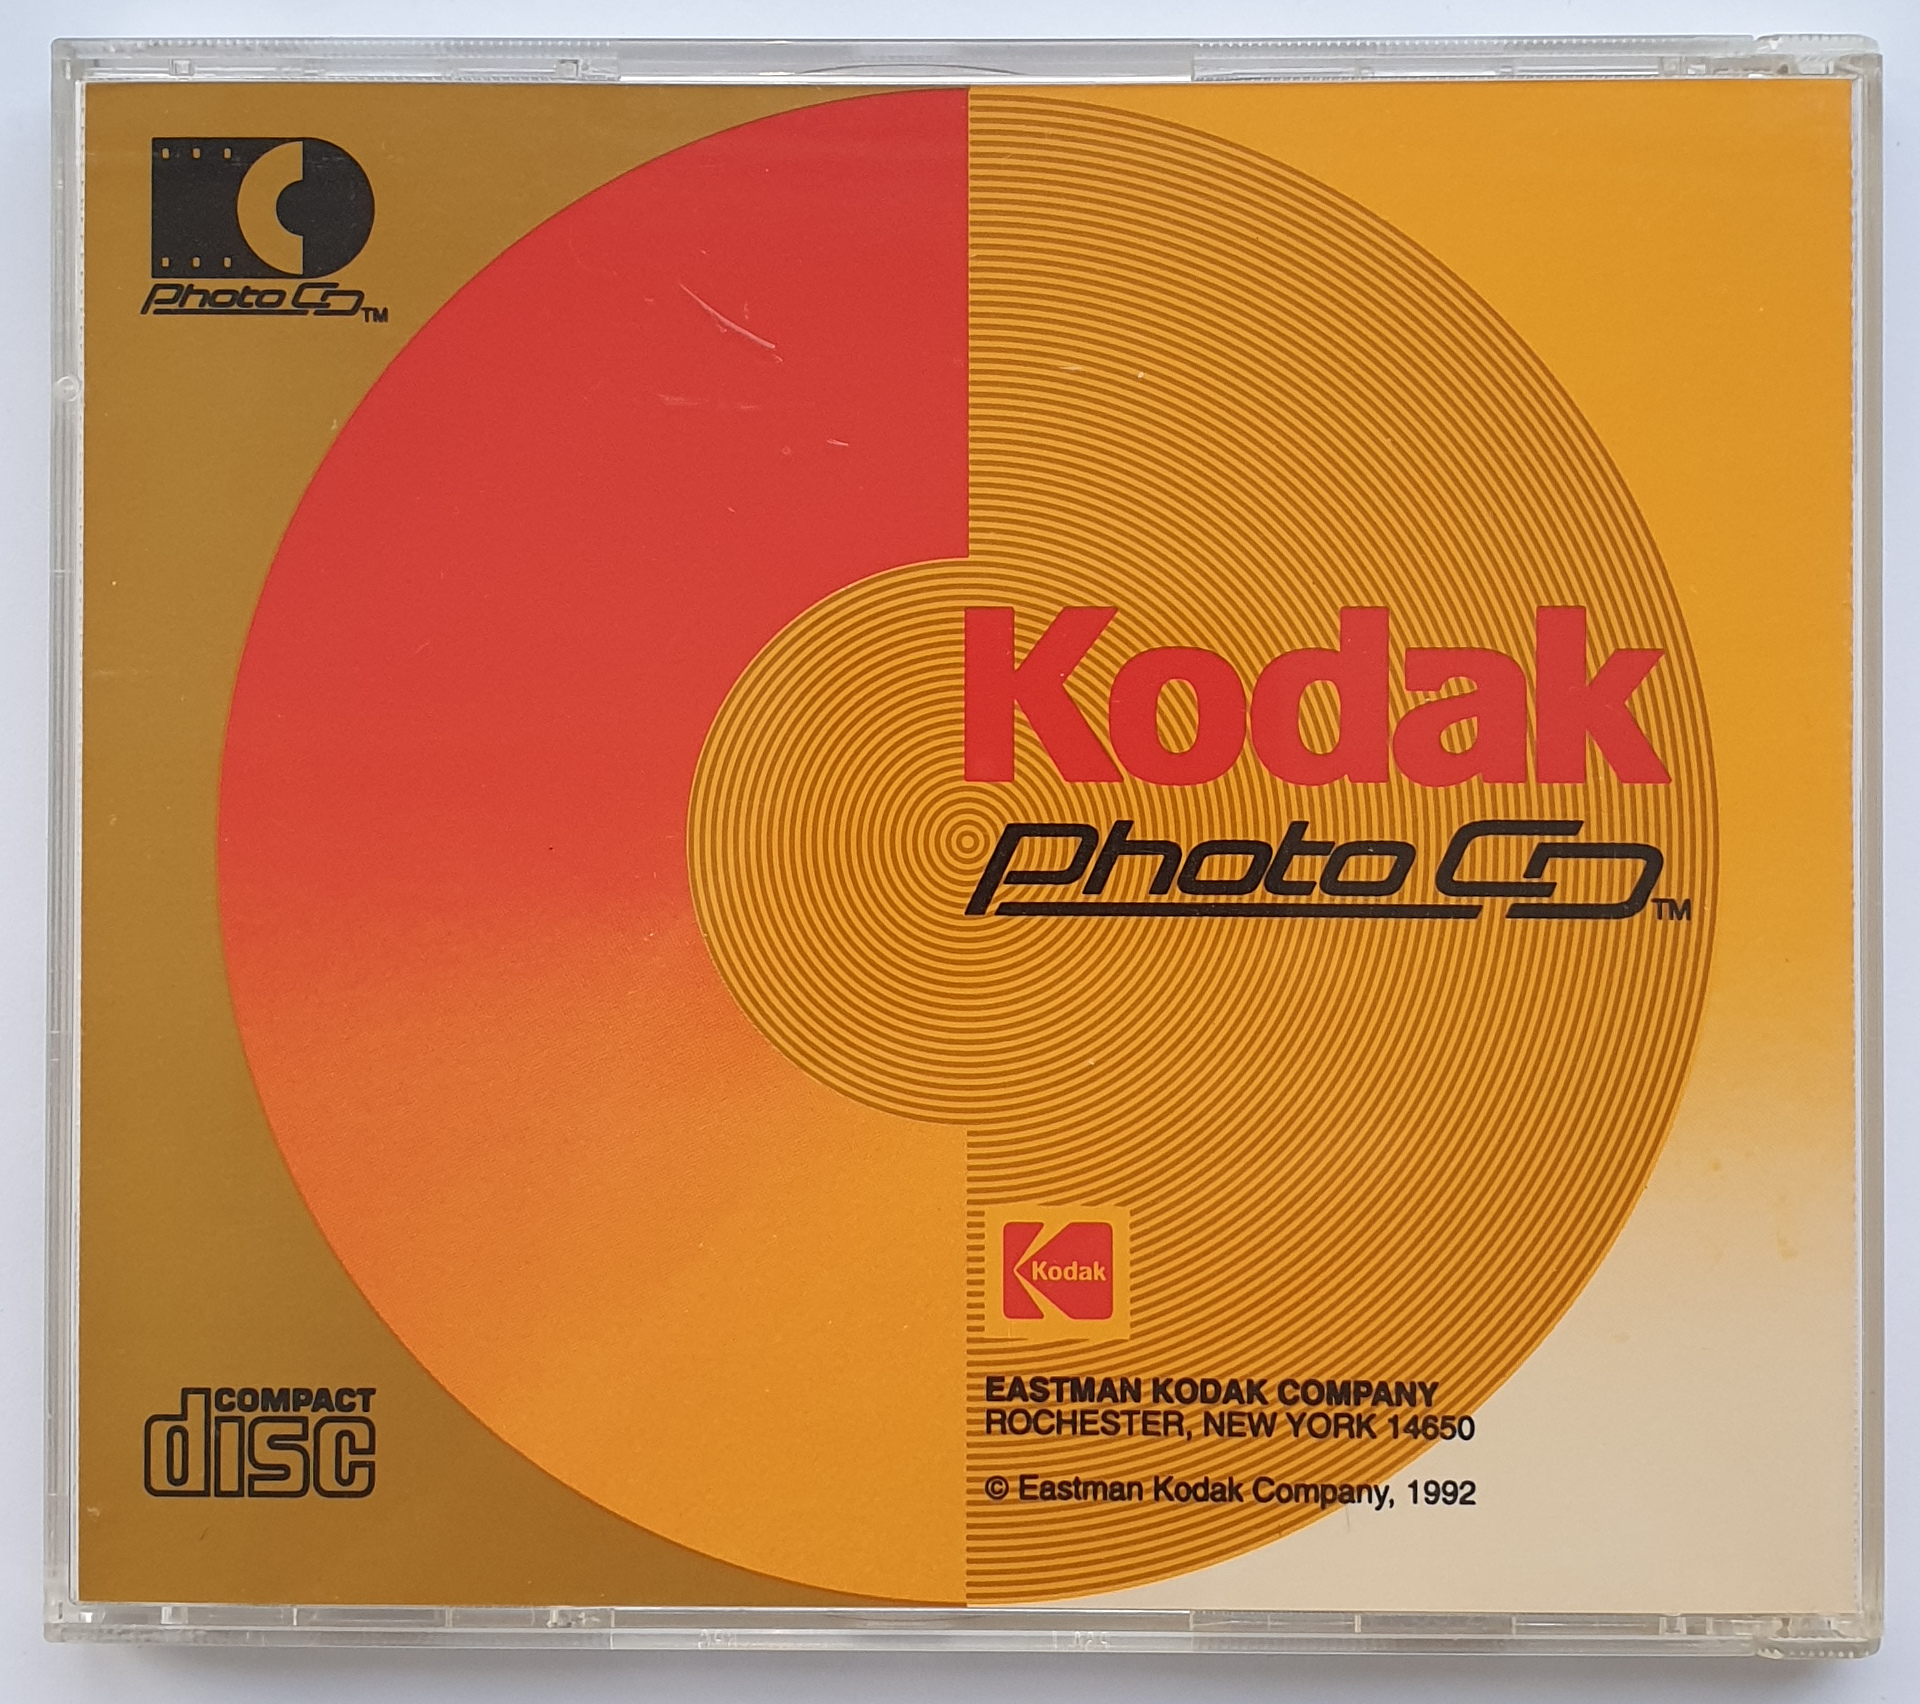 Photo CD™
Kodak
Photo CD™
Kodak
EASTMAN KODAK COMPANY
ROCHESTER, NEW YORK 14650
© Eastman Kodak Company, 1992
COMPACT
disc